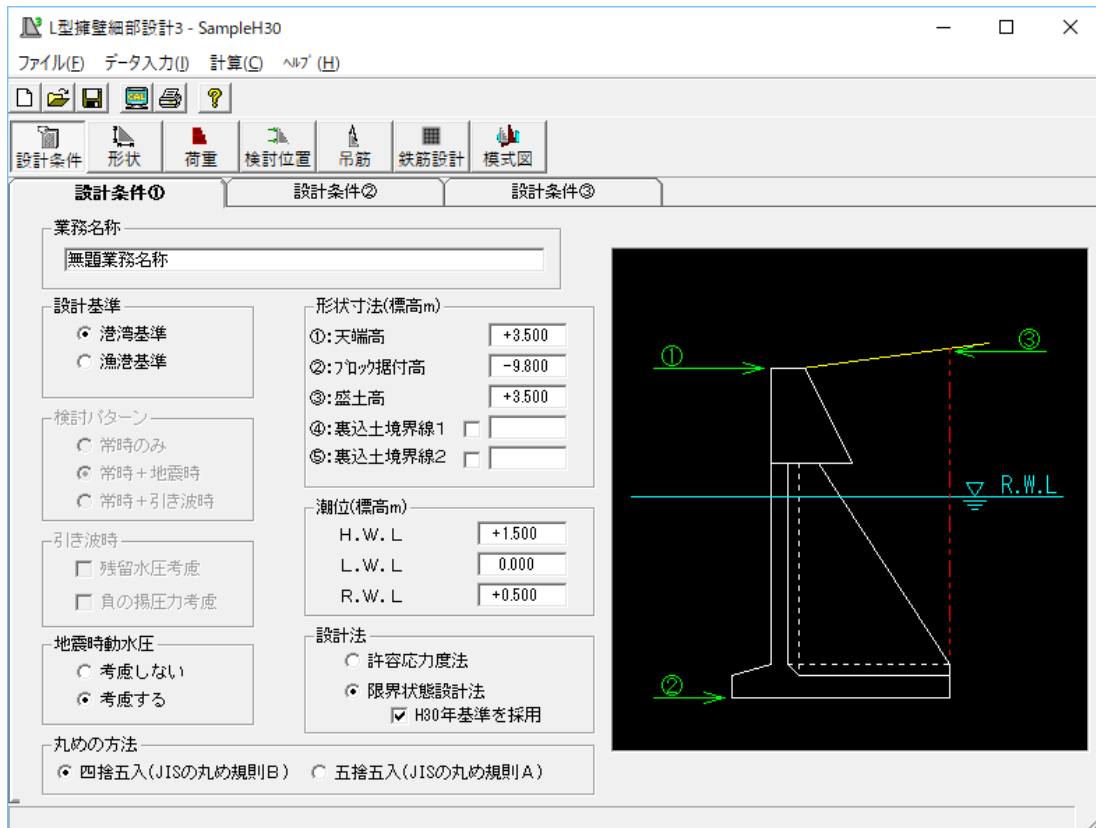 L型擁壁細部設計3 - SampleH30
ファイル(F) データ入力(I) 計算(C) ヘルプ(H)
設計条件 形状 荷重 検討位置 吊筋 鉄筋設計 模式図
設計条件① 設計条件② 設計条件③
業務名称
無題業務名称
設計基準
港湾基準
漁港基準
検討パターン
常時のみ
常時+地震時
常時+引き波時
引き波時
残留水圧考慮
負の揚圧力考慮
地震時動水圧
考慮しない
考慮する
形状寸法(標高m)
①:天端高 +3.500
②:ブロック据付高 -9.800
③:盛土高 +3.500
④:裏込土境界線1
⑤:裏込土境界線2
潮位(標高m)
H.W.L +1.500
L.W.L 0.000
R.W.L +0.500
設計法
許容応力度法
限界状態設計法
H30年基準を採用
丸めの方法
四捨五入(JISの丸め規則B) 五捨五入(JISの丸め規則A)
① ③
R.W.L
②